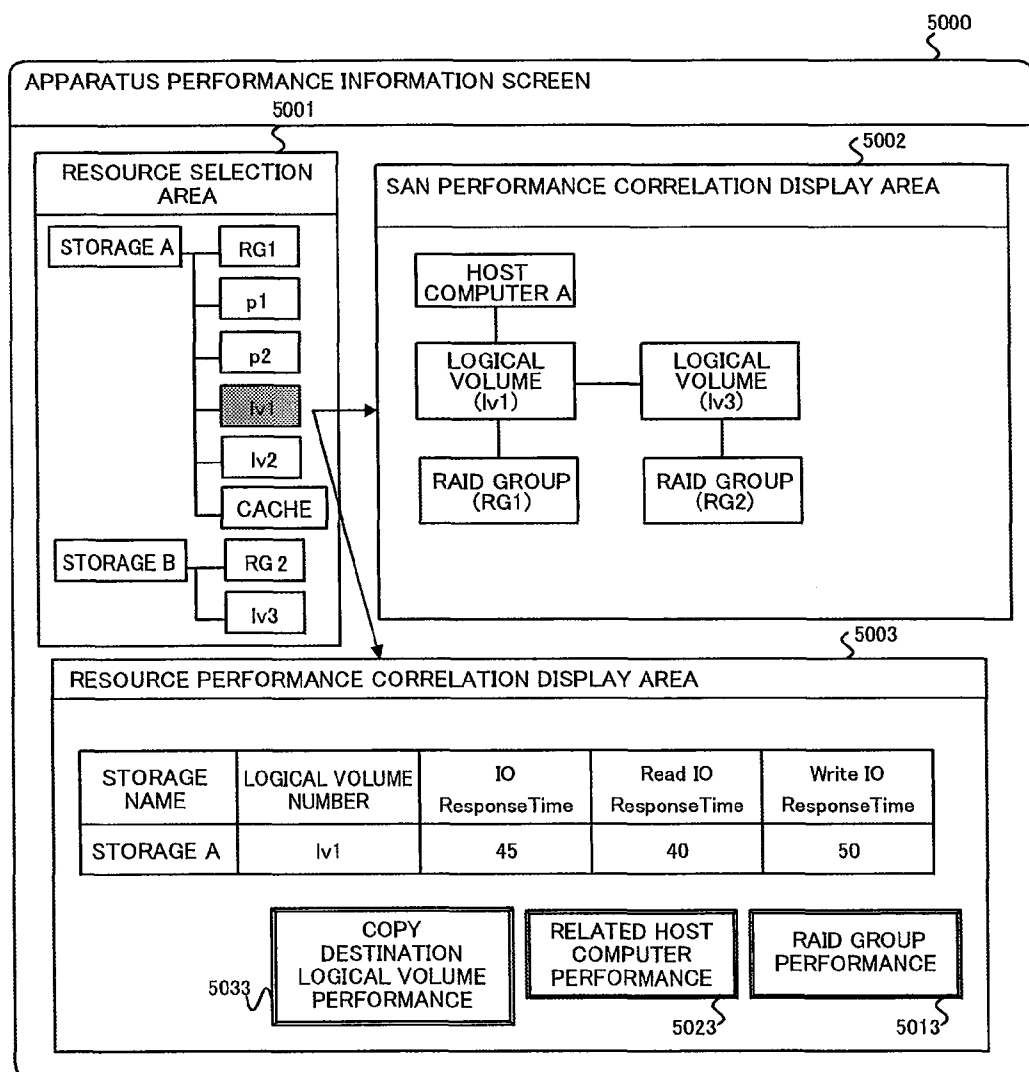 5000
APPARATUS PERFORMANCE INFORMATION SCREEN
5001
RESOURCE SELECTION
AREA
STORAGE A
RG1
p1
p2
lv1
lv2
CACHE
STORAGE B
RG 2
lv3
5002
SAN PERFORMANCE CORRELATION DISPLAY AREA
HOST
COMPUTER A
LOGICAL
VOLUME
(lv1)
LOGICAL
VOLUME
(lv3)
RAID GROUP
(RG1)
RAID GROUP
(RG2)
5003
RESOURCE PERFORMANCE CORRELATION DISPLAY AREA
STORAGE
NAME
LOGICAL VOLUME
NUMBER
IO
ResponseTime
Read IO
ResponseTime
Write IO
ResponseTime
STORAGE A
lv1
45
40
50
COPY
DESTINATION
LOGICAL VOLUME
PERFORMANCE
5033
RELATED HOST
COMPUTER
PERFORMANCE
5023
RAID GROUP
PERFORMANCE
5013